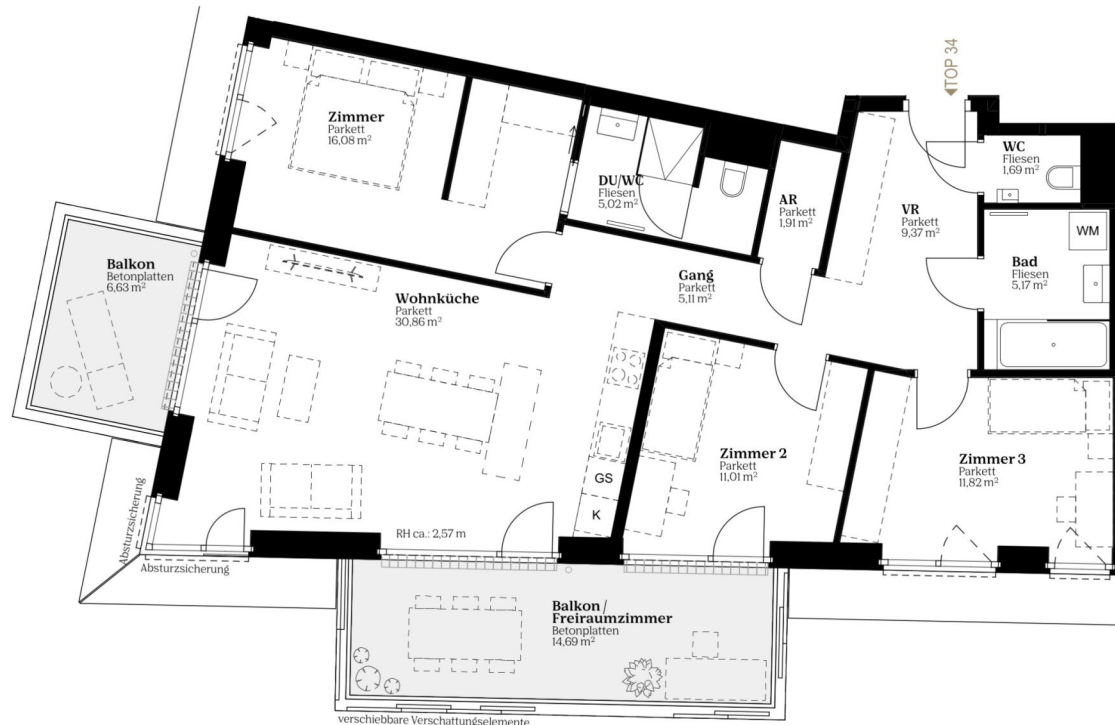 TOP 34
Zimmer
Parkett
16,08 m²
DU/WC
Fliesen
5,02 m²
AR
Parkett
1,91 m²
VR
Parkett
9,37 m²
WC
Fliesen
1,69 m²
WM
Bad
Fliesen
5,17 m²
Balkon
Betonplatten
6,63 m²
Wohnküche
Parkett
30,86 m²
Gang
Parkett
5,11 m²
Zimmer 2
Parkett
11,01 m²
Zimmer 3
Parkett
11,82 m²
GS
K
RH ca.: 2,57 m
Absturzsicherung
Absturzsicherung
Balkon/
Freiraumzimmer
Betonplatten
14,69 m²
verschiebbare Verschattungselemente